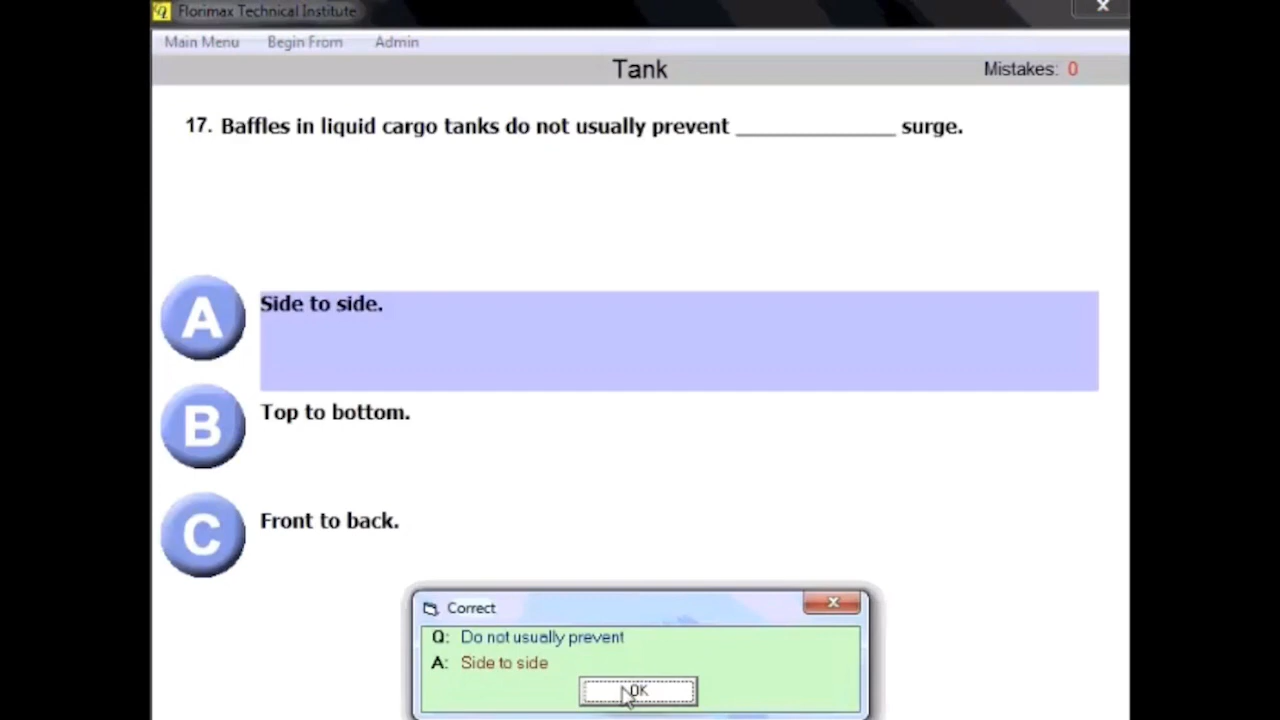 Florimax Technical Institute
Main Menu Begin From Admin
Tank Mistakes: 0
17. Baffles in liquid cargo tanks do not usually prevent ______________ surge.
A Side to side.
B Top to bottom.
C Front to back.
Correct
Q: Do not usually prevent
A: Side to side
OK